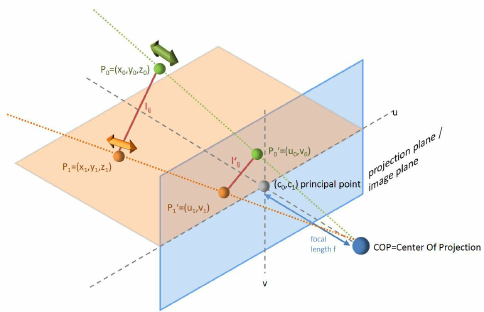 P₀=(x₀,y₀,z₀)
lᵢⱼ
P₁=(x₁,y₁,z₁)
u
projection plane /
image plane
P₀'=(u₀,v₀)
l'ᵢⱼ
(c₀,c₁) principal point
P₁'=(u₁,v₁)
focal
length f
COP=Center Of Projection
v